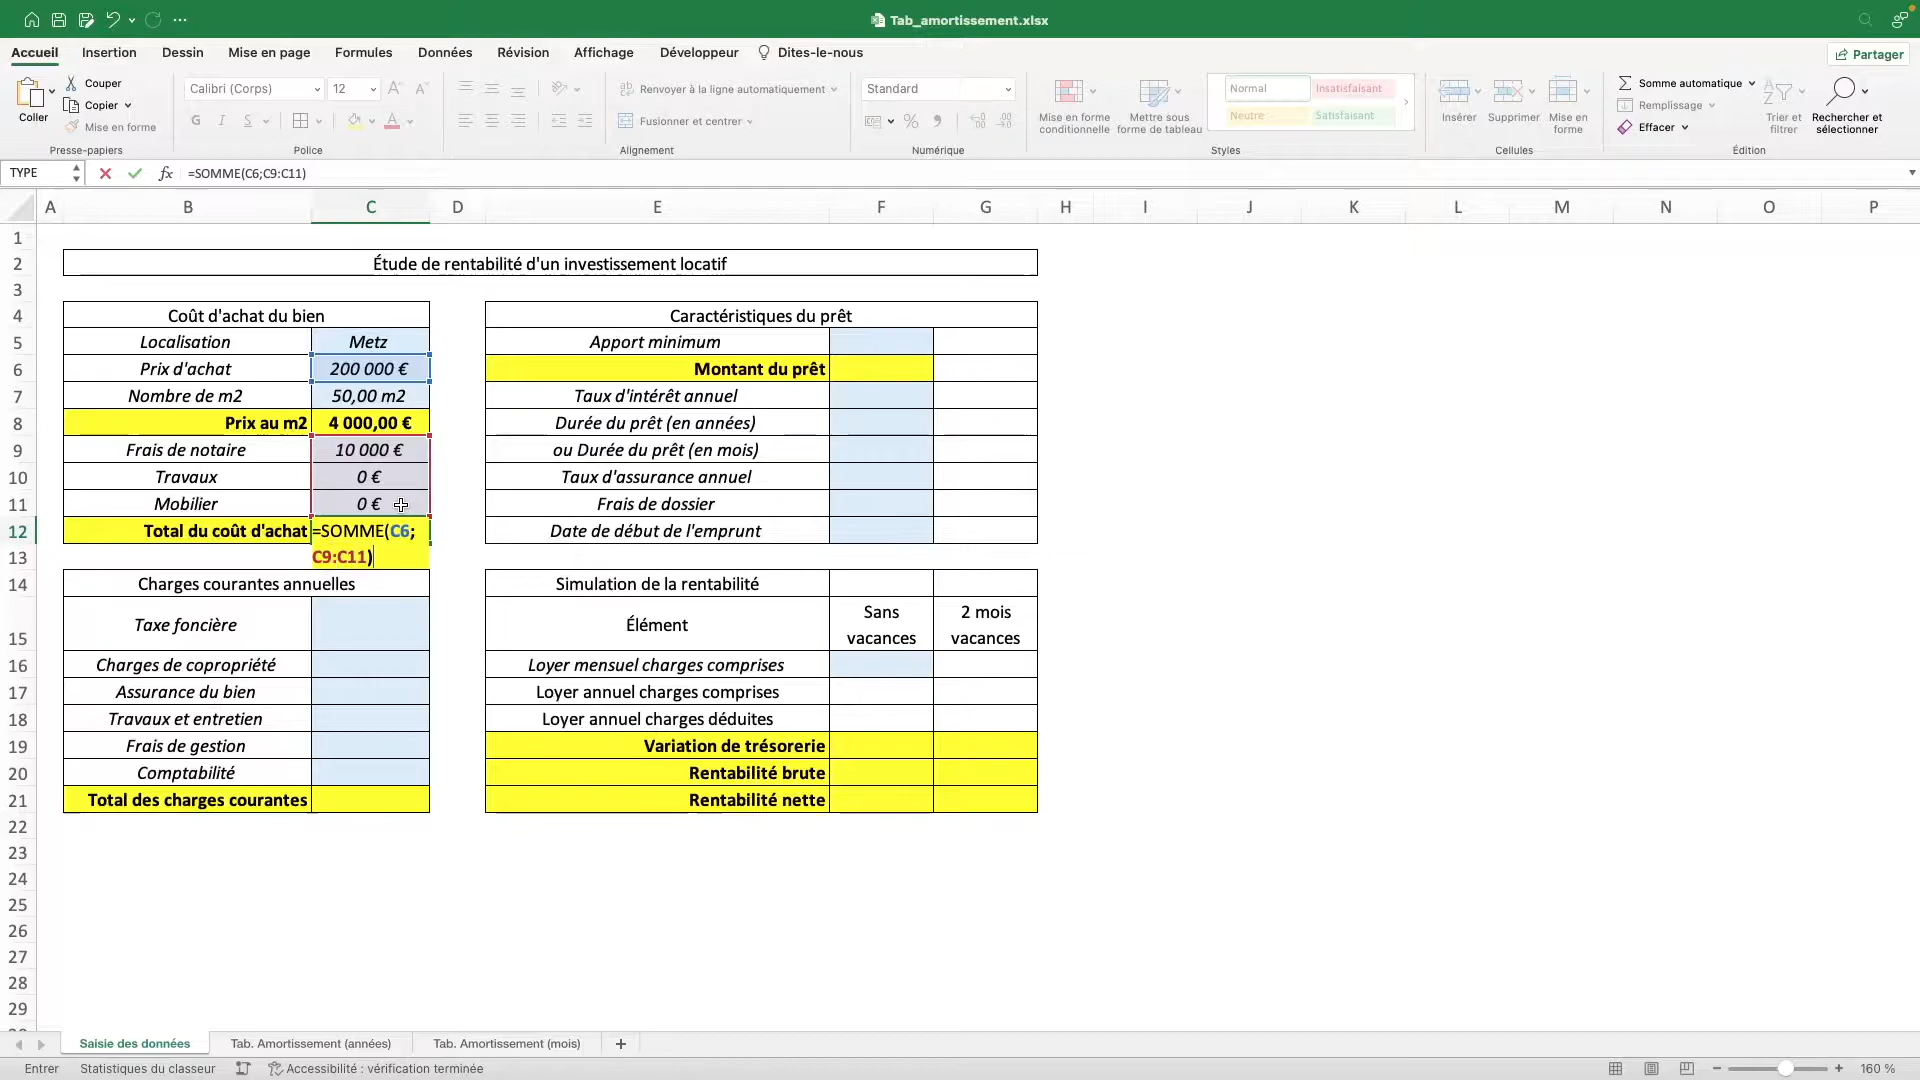 Tab_amortissement.xlsx
Accueil Insertion Dessin Mise en page Formules Données Révision Affichage Développeur Dites-le-nous Partager
Coller Couper Copier Mise en forme Presse-papiers
Calibri (Corps) 12 A A G I S A Police
Renvoyer à la ligne automatiquement Fusionner et centrer Alignement
Standard % Numérique
Mise en forme conditionnelle Mettre sous forme de tableau Normal Insatisfaisant Neutre Satisfaisant Styles
Insérer Supprimer Mise en forme Cellules
Somme automatique Remplissage Effacer Trier et filtrer Rechercher et sélectionner Édition
TYPE fx =SOMME(C6;C9:C11)
A B C D E F G H I J K L M N O P
1
2 Étude de rentabilité d'un investissement locatif
3
4 Coût d'achat du bien Caractéristiques du prêt
5 Localisation Metz Apport minimum
6 Prix d'achat 200 000 € Montant du prêt
7 Nombre de m2 50,00 m2 Taux d'intérêt annuel
8 Prix au m2 4 000,00 € Durée du prêt (en années)
9 Frais de notaire 10 000 € ou Durée du prêt (en mois)
10 Travaux 0 € Taux d'assurance annuel
11 Mobilier 0 € Frais de dossier
12 Total du coût d'achat =SOMME(C6; Date de début de l'emprunt
13 C9:C11)
14 Charges courantes annuelles Simulation de la rentabilité
15 Taxe foncière Élément Sans vacances 2 mois vacances
16 Charges de copropriété Loyer mensuel charges comprises
17 Assurance du bien Loyer annuel charges comprises
18 Travaux et entretien Loyer annuel charges déduites
19 Frais de gestion Variation de trésorerie
20 Comptabilité Rentabilité brute
21 Total des charges courantes Rentabilité nette
22
23
24
25
26
27
28
29
Saisie des données Tab. Amortissement (années) Tab. Amortissement (mois) +
Entrer Statistiques du classeur Accessibilité : vérification terminée 160 %